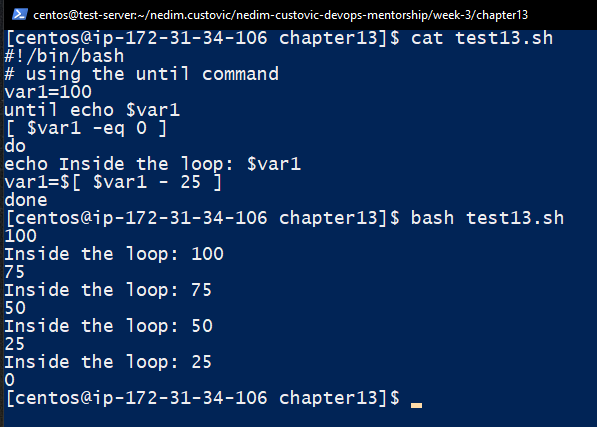 centos@test-server:~/nedim.custovic/nedim-custovic-devops-mentorship/week-3/chapter13
[centos@ip-172-31-34-106 chapter13]$ cat test13.sh
#!/bin/bash
# using the until command
var1=100
until echo $var1
[ $var1 -eq 0 ]
do
echo Inside the loop: $var1
var1=$[ $var1 - 25 ]
done
[centos@ip-172-31-34-106 chapter13]$ bash test13.sh
100
Inside the loop: 100
75
Inside the loop: 75
50
Inside the loop: 50
25
Inside the loop: 25
0
[centos@ip-172-31-34-106 chapter13]$